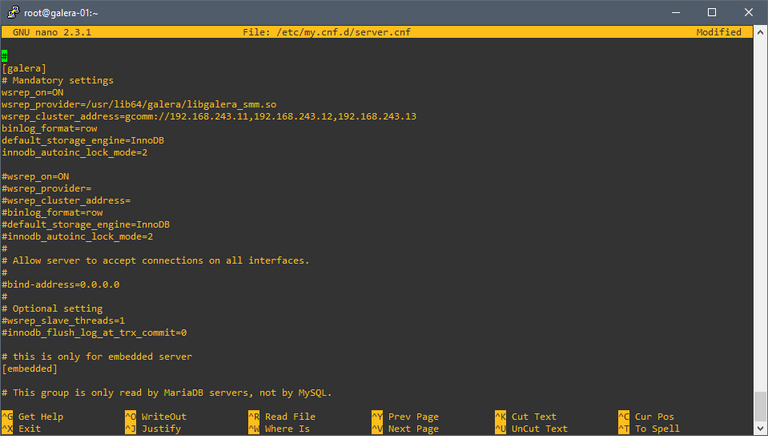 root@galera-01:~
GNU nano 2.3.1 File: /etc/my.cnf.d/server.cnf Modified
#
[galera]
# Mandatory settings
wsrep_on=ON
wsrep_provider=/usr/lib64/galera/libgalera_smm.so
wsrep_cluster_address=gcomm://192.168.243.11,192.168.243.12,192.168.243.13
binlog_format=row
default_storage_engine=InnoDB
innodb_autoinc_lock_mode=2
#wsrep_on=ON
#wsrep_provider=
#wsrep_cluster_address=
#binlog_format=row
#default_storage_engine=InnoDB
#innodb_autoinc_lock_mode=2
#
# Allow server to accept connections on all interfaces.
#
#bind-address=0.0.0.0
#
# Optional setting
#wsrep_slave_threads=1
#innodb_flush_log_at_trx_commit=0
# this is only for embedded server
[embedded]
# This group is only read by MariaDB servers, not by MySQL.
^G Get Help ^O WriteOut ^R Read File ^Y Prev Page ^K Cut Text ^C Cur Pos
^X Exit ^J Justify ^W Where Is ^V Next Page ^U UnCut Text ^T To Spell